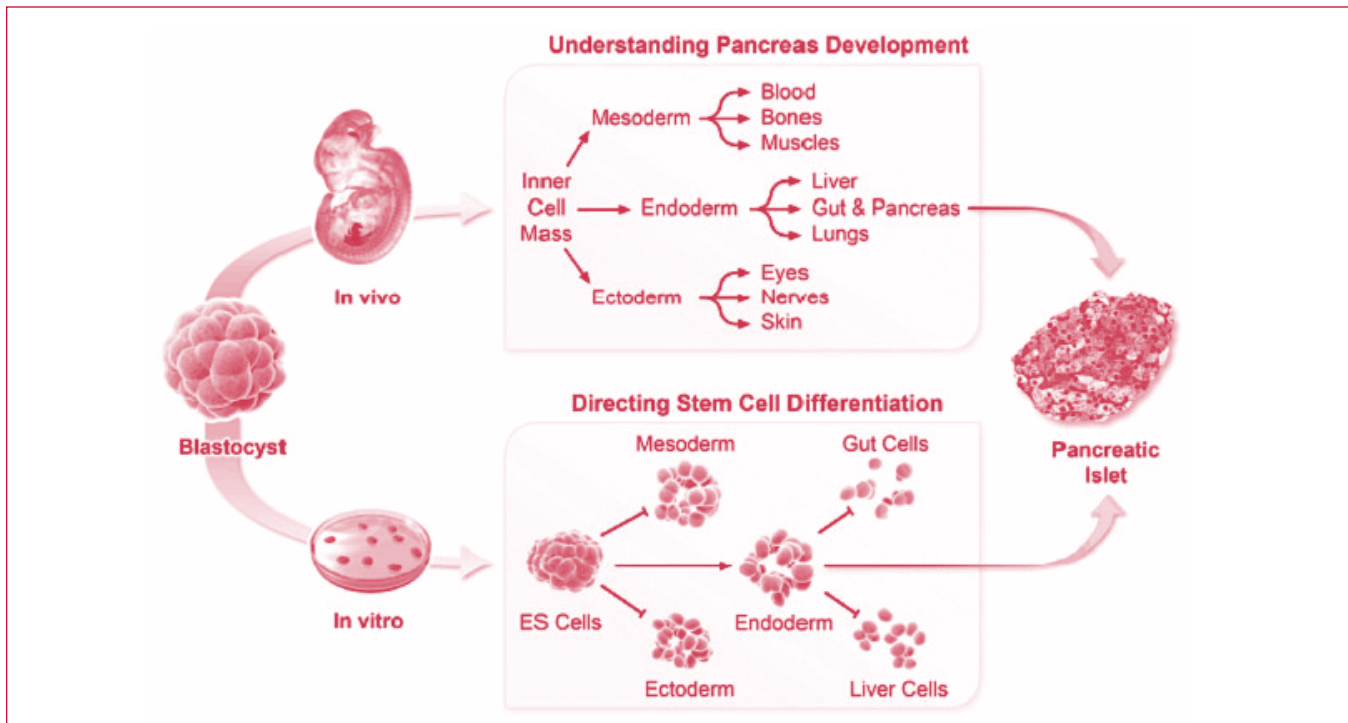 Understanding Pancreas Development
Blood
Mesoderm
Bones
Muscles
Inner
Cell
Mass
Endoderm
Liver
Gut & Pancreas
Lungs
Ectoderm
Eyes
Nerves
Skin
In vivo
Blastocyst
In vitro
Directing Stem Cell Differentiation
Mesoderm
Gut Cells
ES Cells
Endoderm
Ectoderm
Liver Cells
Pancreatic
Islet